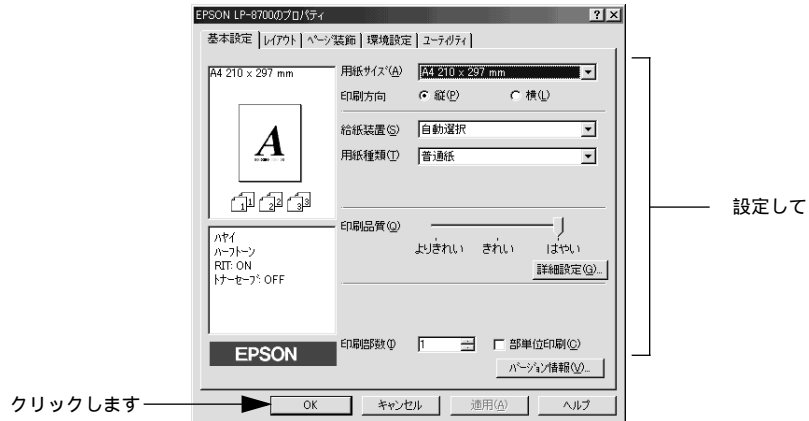 EPSON LP-8700のプロパティ
基本設定 レイアウト ページ装飾 環境設定 ユーティリティ
A4 210 x 297 mm
A
1 1 2 2 3 3
用紙サイズ(A) A4 210 x 297 mm
印刷方向 縦(P) 横(L)
給紙装置(S) 自動選択
用紙種類(T) 普通紙
印刷品質(Q)
よりきれい きれい はやい
詳細設定(G)...
ハヤイ
ハーフトーン
RIT: ON
トナーセーブ: OFF
EPSON
印刷部数(I) 1 部単位印刷(C)
バージョン情報(V)...
OK キャンセル 適用(A) ヘルプ
設定して
クリックします